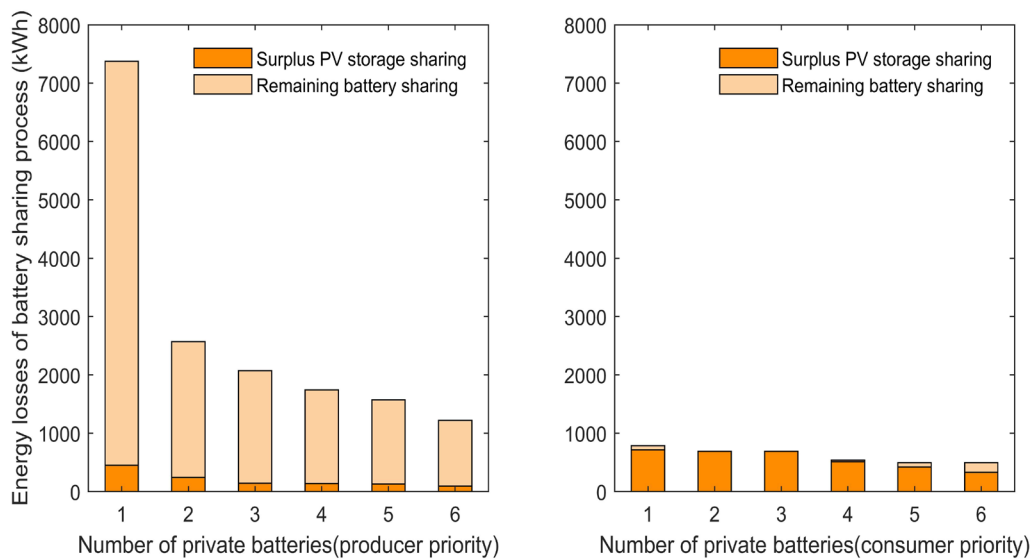 Energy losses of battery sharing process (kWh)
8000
7000
6000
5000
4000
3000
2000
1000
0
Surplus PV storage sharing
Remaining battery sharing
1 2 3 4 5 6
Number of private batteries(producer priority)
8000
7000
6000
5000
4000
3000
2000
1000
0
Surplus PV storage sharing
Remaining battery sharing
1 2 3 4 5 6
Number of private batteries(consumer priority)